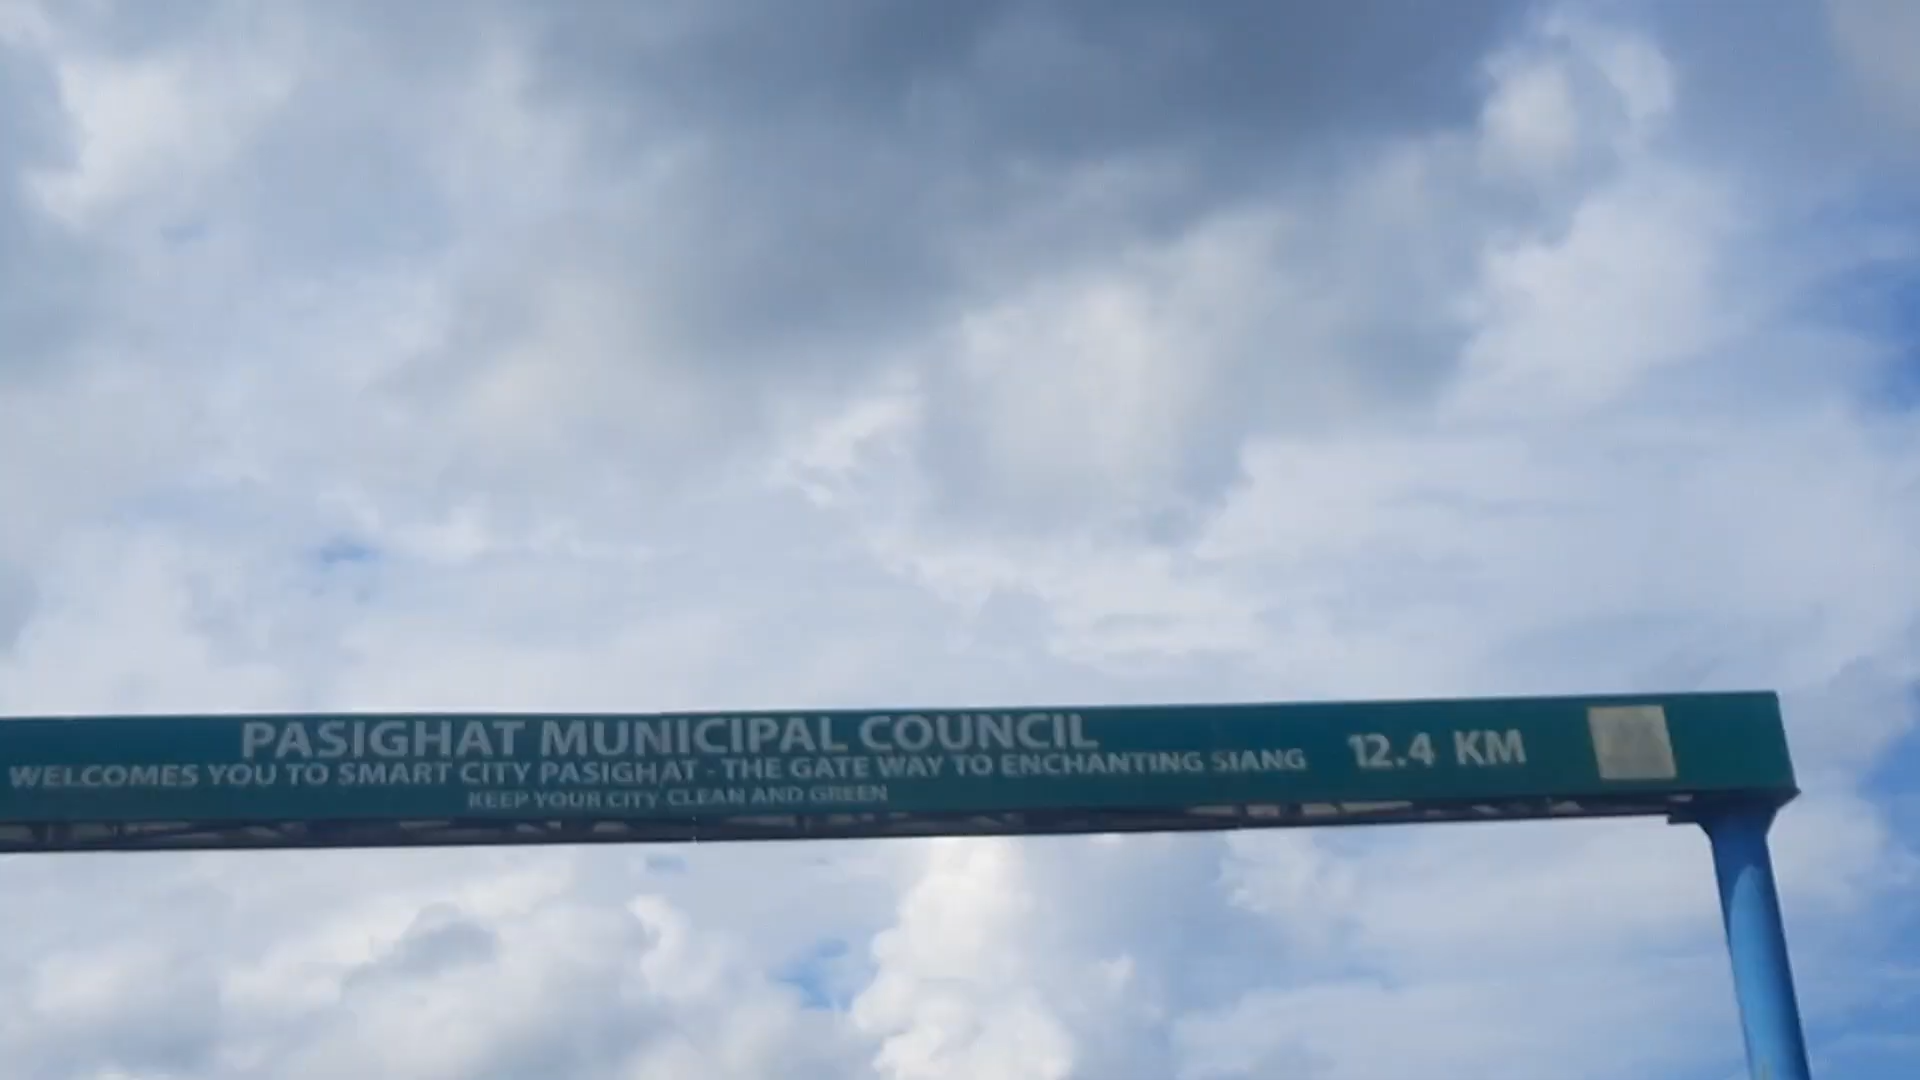 PASIGHAT MUNICIPAL COUNCIL
WELCOMES YOU TO SMART CITY PASIGHAT - THE GATE WAY TO ENCHANTING SIANG
KEEP YOUR CITY CLEAN AND GREEN
12.4 KM